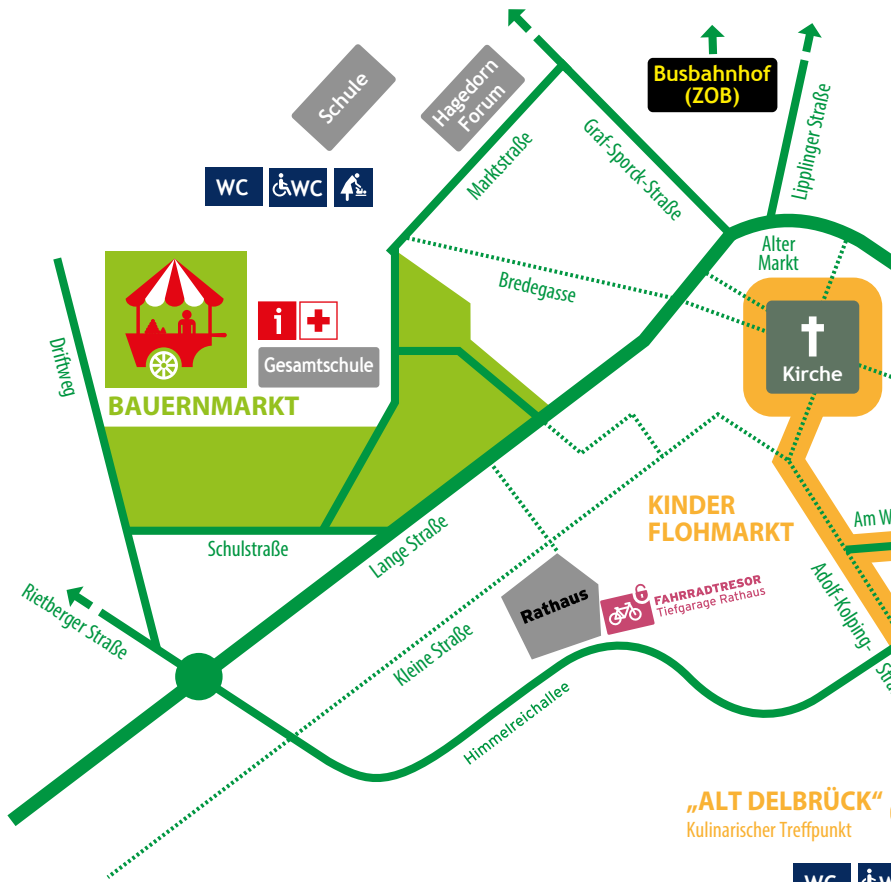 Schule
Hagedorn
Forum
Busbahnhof
(ZOB)
Lipplinger Straße
Marktstraße
Graf-Sporck-Straße
WC
WC
Alter
Markt
Bredegasse
Driftweg
i
Gesamtschule
Kirche
BAUERNMARKT
KINDER
FLOHMARKT
Am W
Schulstraße
Lange Straße
Rathaus
FAHRRADTRESOR
Tiefgarage Rathaus
Adolf-Kolping-
Stra
Rietberger Straße
Kleine Straße
Himmelreichallee
„ALT DELBRÜCK“
Kulinarischer Treffpunkt
WC